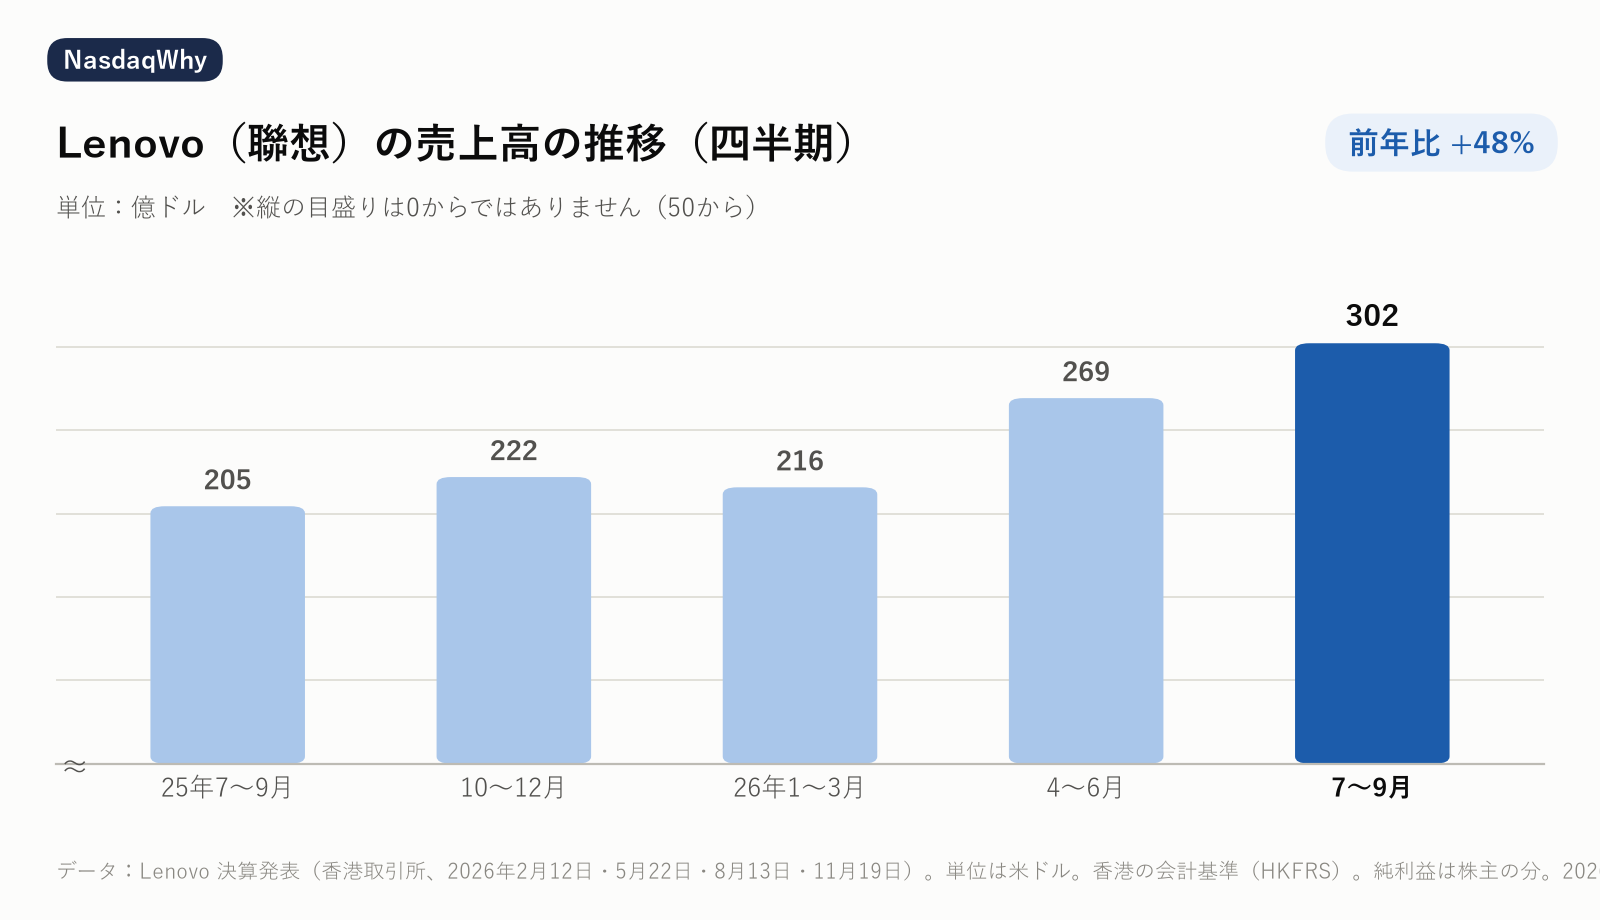 NasdaqWhy
Lenovo（聯想）の売上高の推移（四半期）
前年比 +48%
単位：億ドル　※縦の目盛りは0からではありません（50から）
302
269
222
216
205
≈
25年7〜9月
10〜12月
26年1〜3月
4〜6月
7〜9月
データ：Lenovo 決算発表（香港取引所、2026年2月12日・5月22日・8月13日・11月19日）。単位は米ドル。香港の会計基準（HKFRS）。純利益は株主の分。